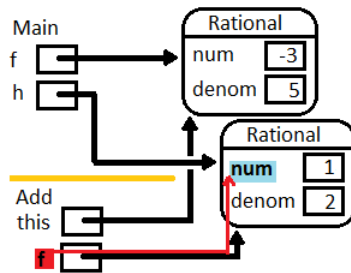 Main
f
h
Rational
num -3
denom 5
Rational
num 1
denom 2
Add
this
f